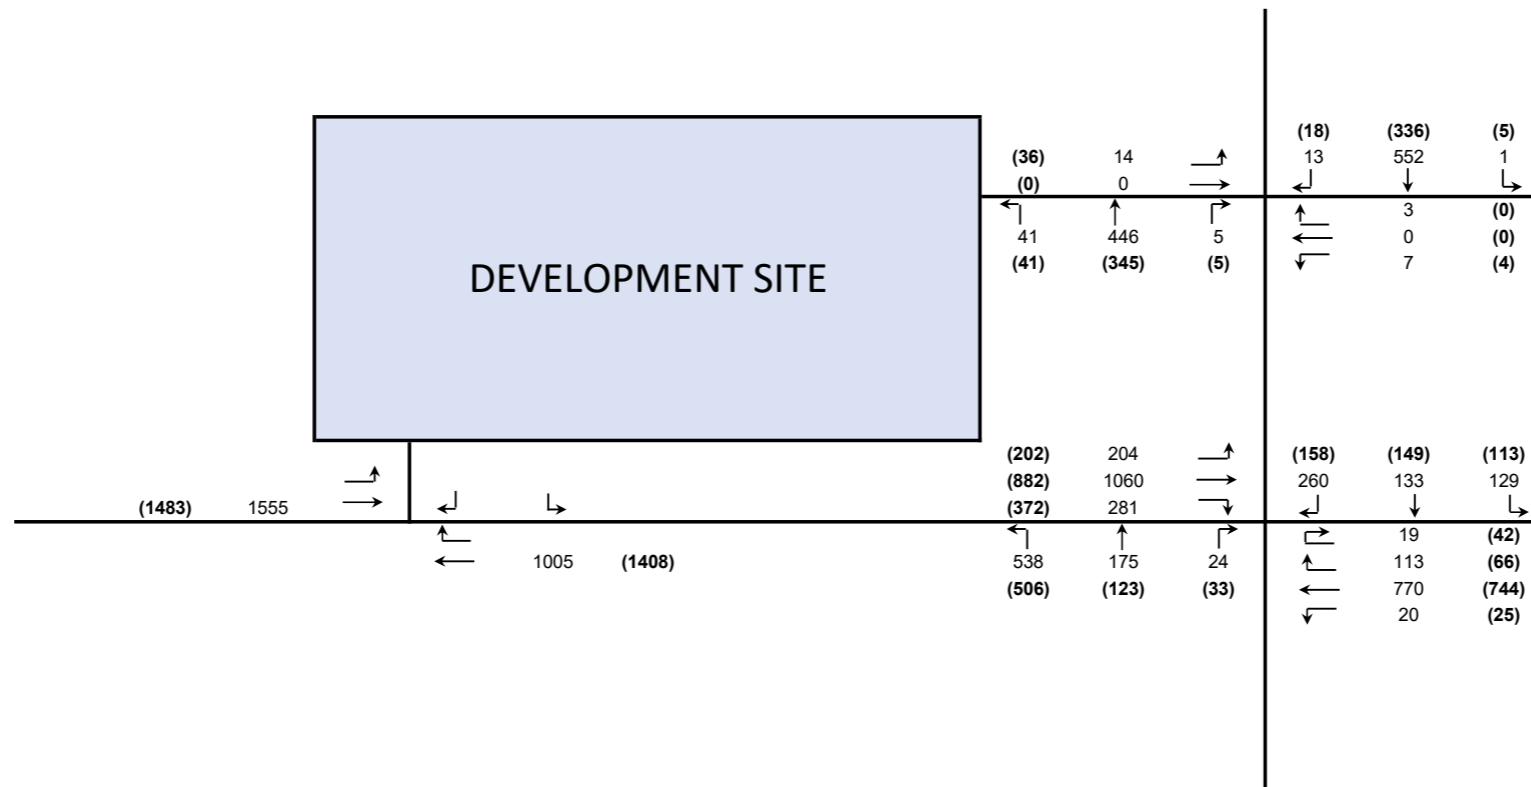 (18) (336) (5)
(36) 14 13 552 1
(0) 0
3 (0)
41 446 5 0 (0)
(41) (345) (5) 7 (4)
DEVELOPMENT SITE
(202) 204 (158) (149) (113)
(882) 1060 260 133 129
(1483) 1555 (372) 281
19 (42)
1005 (1408) 538 175 24 113 (66)
(506) (123) (33) 770 (744)
20 (25)